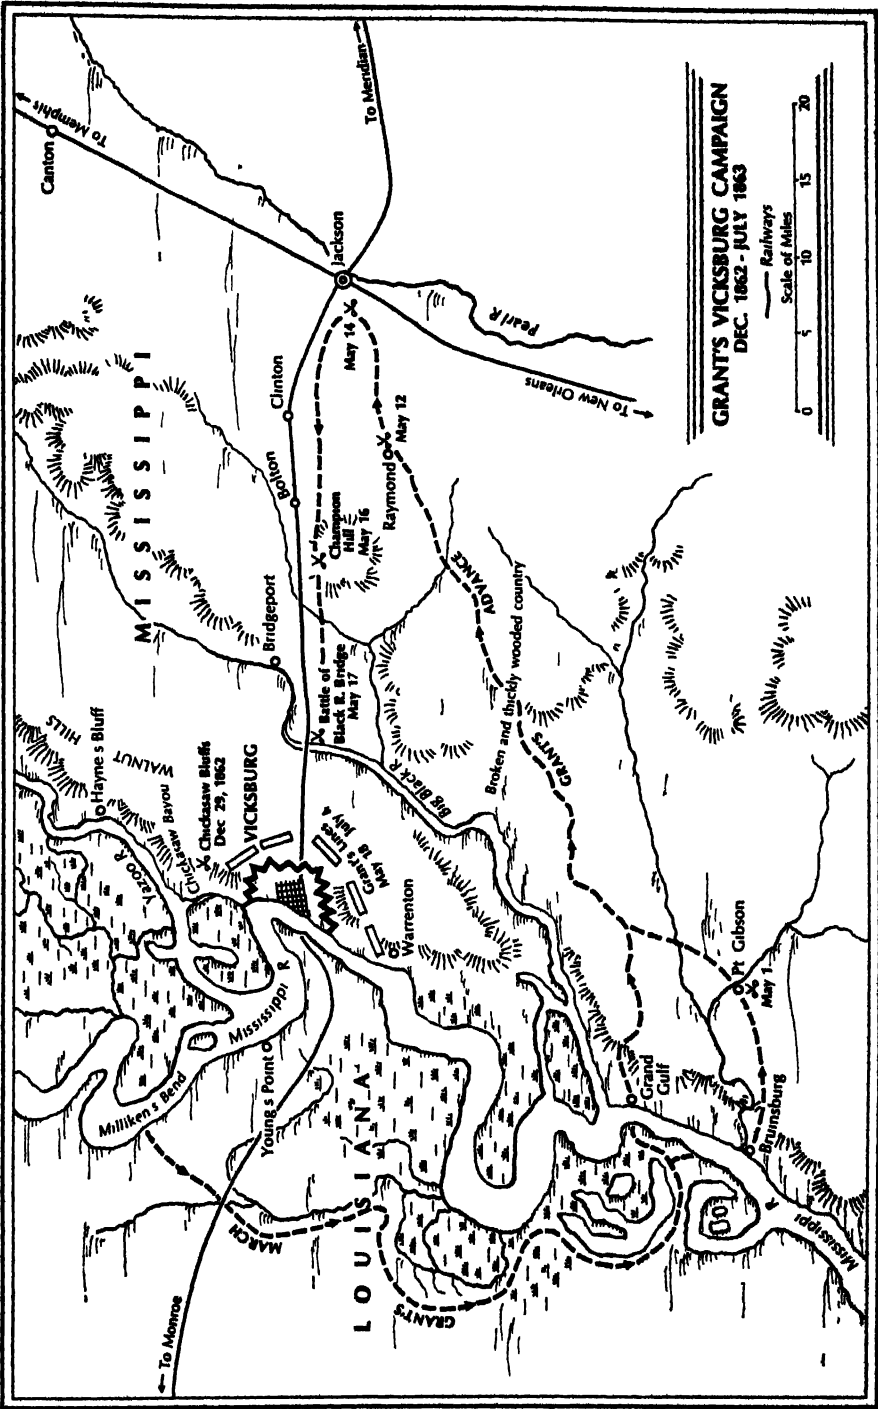 GRANT'S VICKSBURG CAMPAIGN
DEC. 1862 - JULY 1863
Railways
Scale of Miles
0 5 10 15 20
MISSISSIPPI
LOUISIANA
HILLS
WALNUT
Hayne s Bluff
Yazoo R
Chickasaw Bayou
Chickasaw Bluffs
Dec 29, 1862
VICKSBURG
Grant's Lines
May 18 July 4
Warrenton
Milliken s Bend
Mississippi R
Young s Point
To Monroe
GRANT'S
MARCH
To Memphis
Canton
To Meridian
Jackson
May 14
Clinton
Bolton
Champion
Hill
May 16
Raymond
May 12
Bridgeport
Battle of
Black R. Bridge
May 17
Big Black R
Pearl R
To New Orleans
GRANT'S
ADVANCE
Broken and thickly wooded country
Grand
Gulf
Pt Gibson
May 1
Bruinsburg
Mississippi R